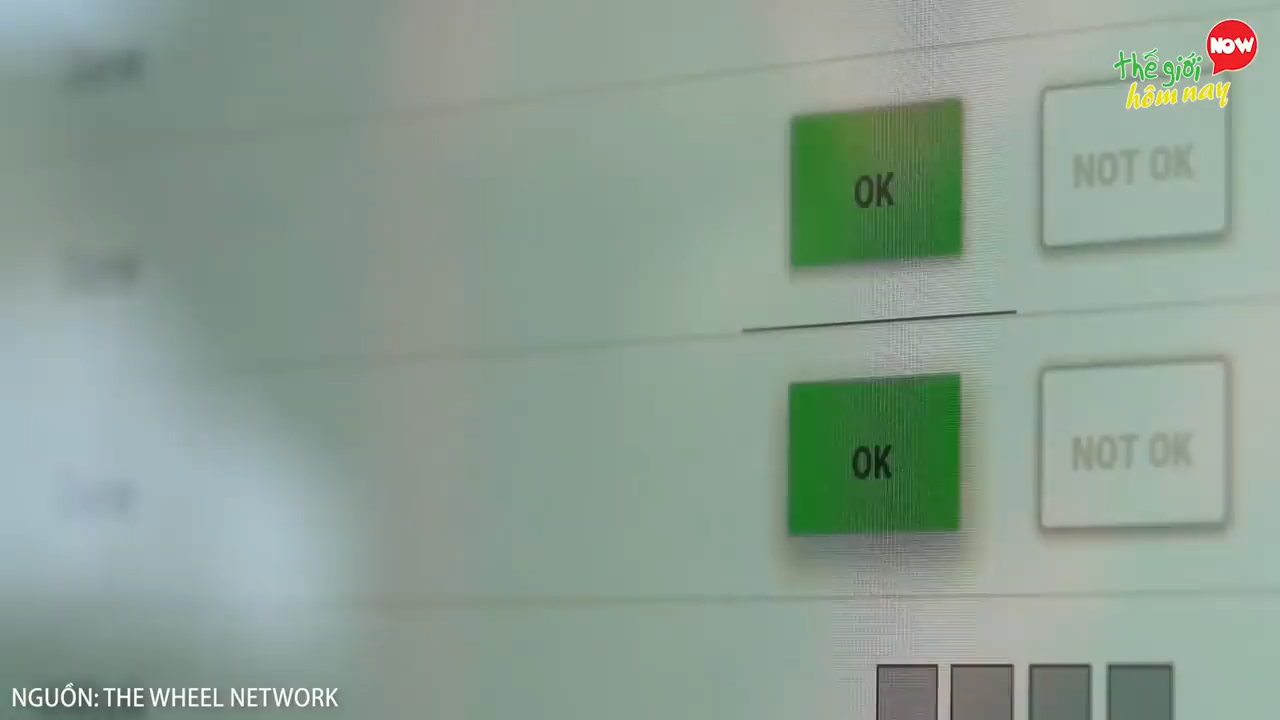 NOW
thế giới
hôm nay
OK
NOT OK
OK
NOT OK
NGUỒN: THE WHEEL NETWORK